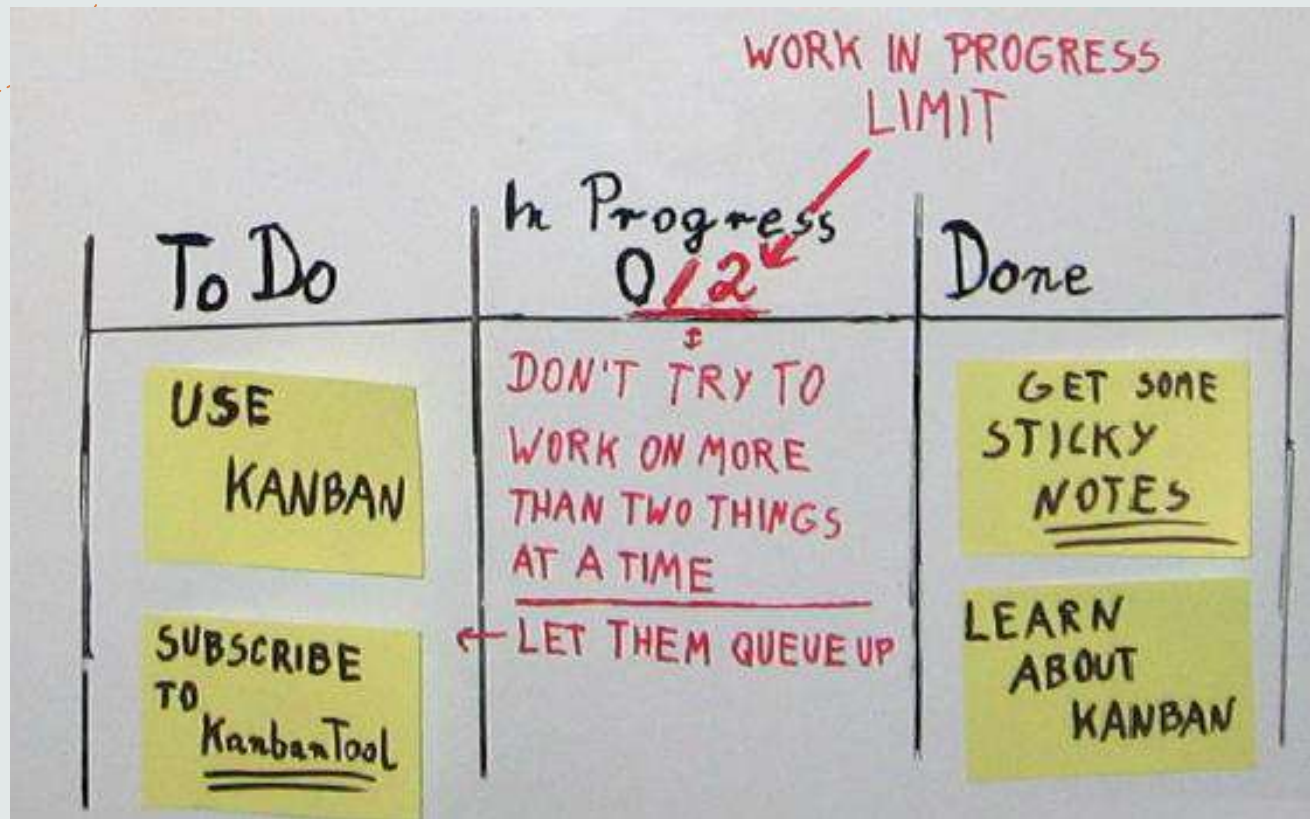 WORK IN PROGRESS
LIMIT
To Do
In Progress
0/2
Done
USE
KANBAN
SUBSCRIBE
TO
KanbanTool
DON'T TRY TO
WORK ON MORE
THAN TWO THINGS
AT A TIME
LET THEM QUEUE UP
GET SOME
STICKY
NOTES
LEARN
ABOUT
KANBAN